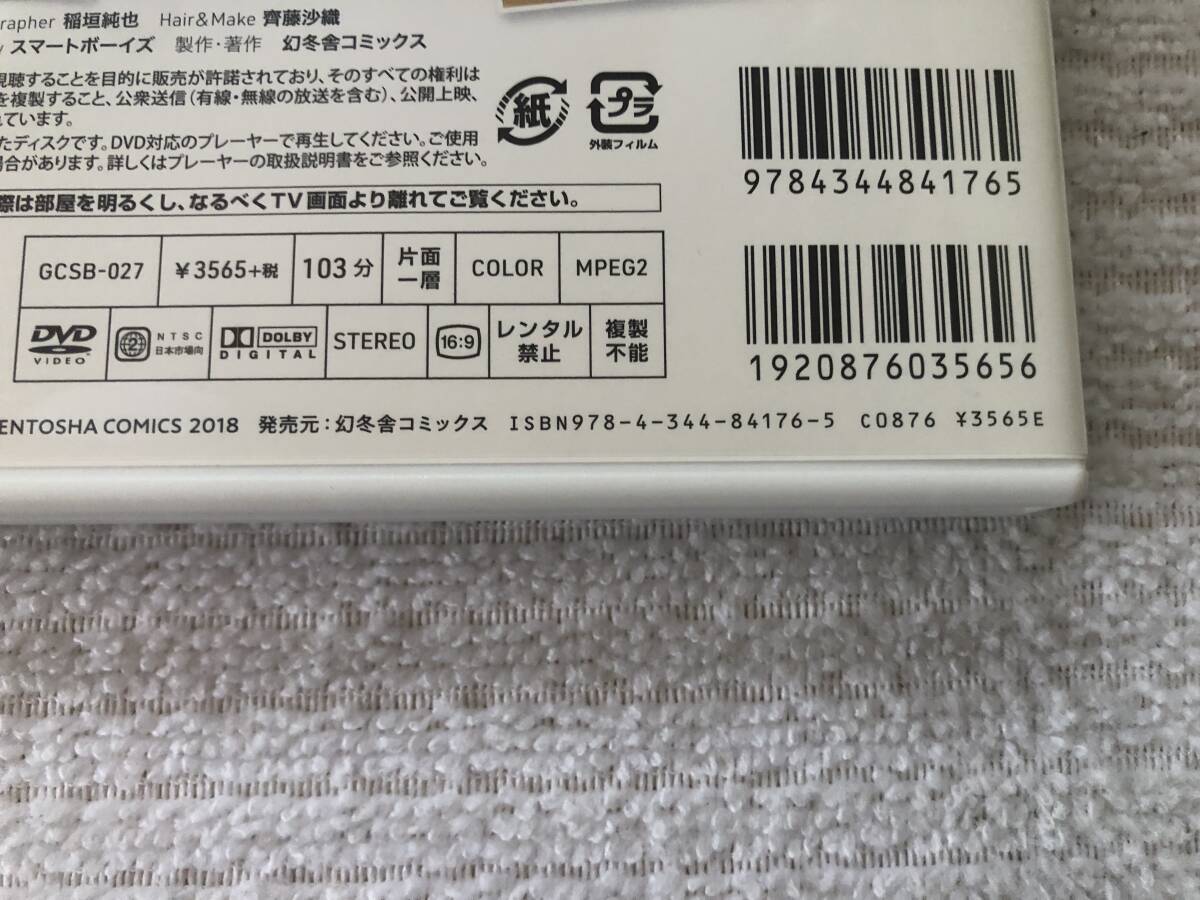 rapher 稲垣純也 Hair&Make 齊藤沙織
y スマートボーイズ 製作・著作 幻冬舎コミックス
視聴することを目的に販売が許諾されており、そのすべての権利は
を複製すること、公衆送信(有線・無線の放送を含む)、公開上映、
れています。
たディスクです。DVD対応のプレーヤーで再生してください。ご使用
場合があります。詳しくはプレーヤーの取扱説明書をご参照ください。
紙
プラ
外装フィルム
際は部屋を明るくし、なるべくTV画面より離れてご覧ください。
9784344841765
GCSB-027 ¥3565+税 103分 片面一層 COLOR MPEG2
DVD VIDEO 2 NTSC 日本市場向 DOLBY DIGITAL STEREO 16:9 レンタル禁止 複製不能
1920876035656
ENTOSHA COMICS 2018 発売元:幻冬舎コミックス ISBN978-4-344-84176-5 C0876 ¥3565E